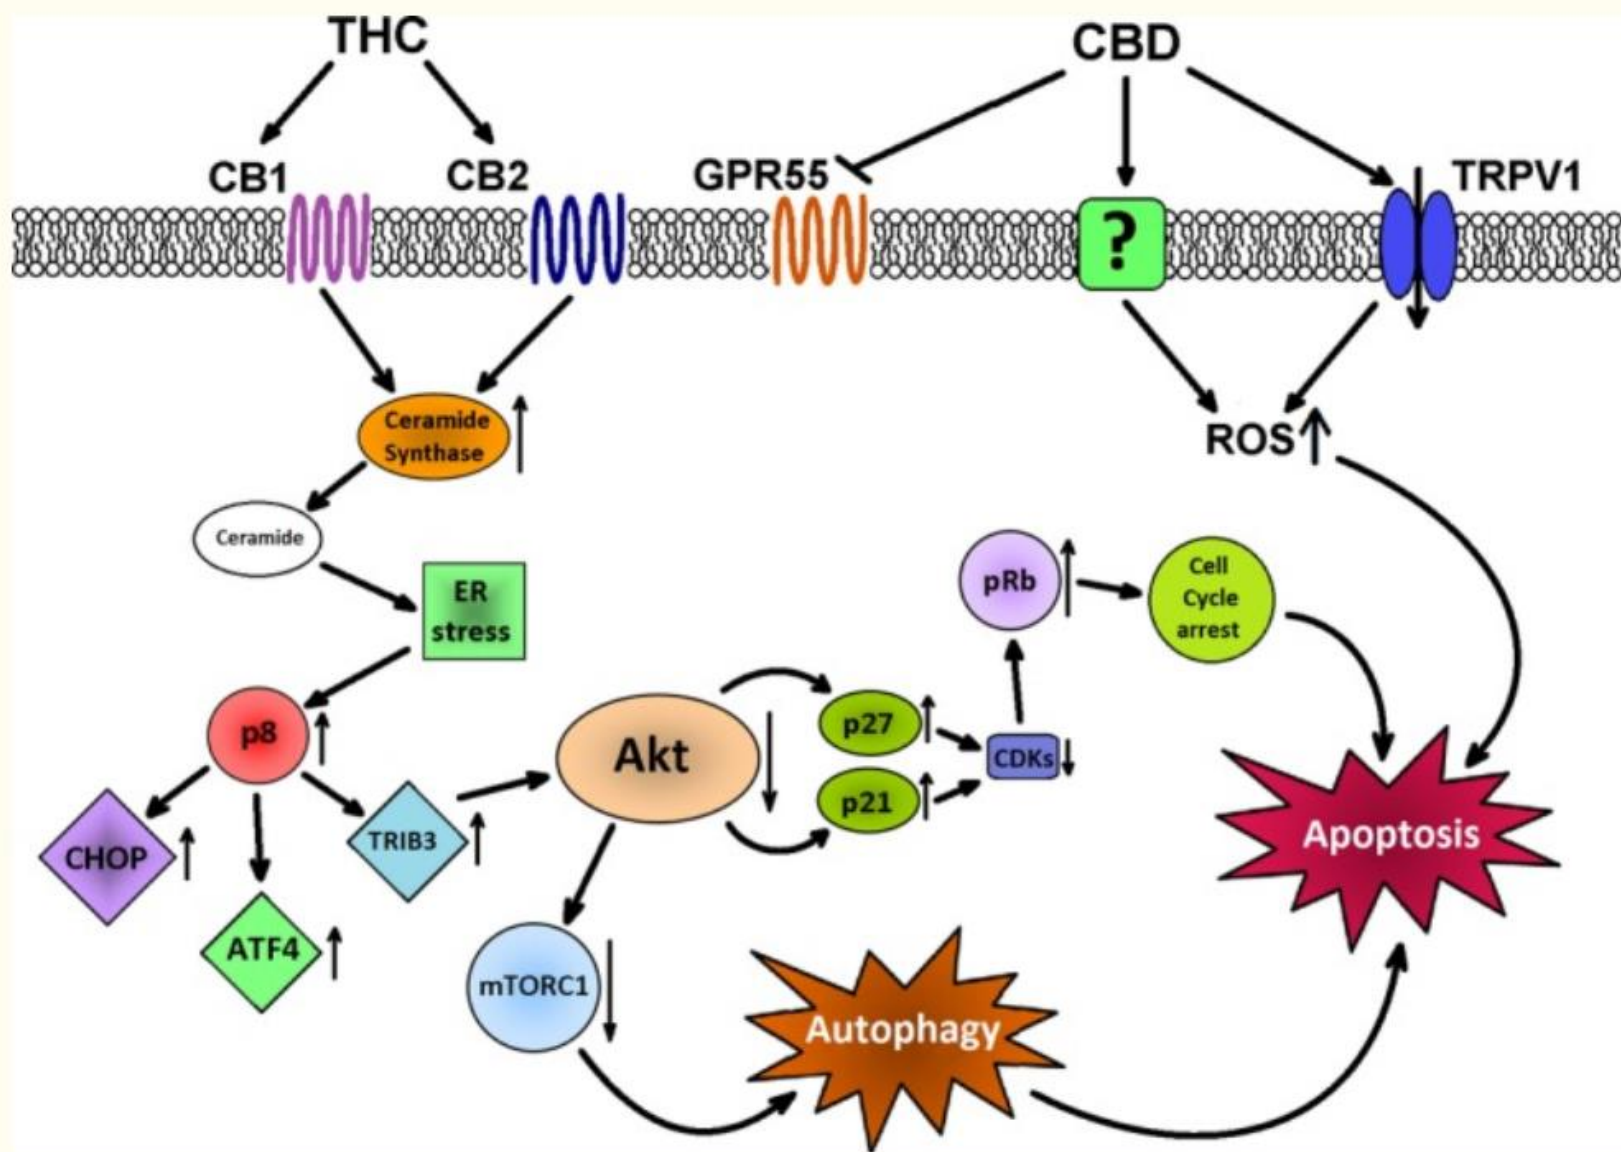 THC
CBD
CB1
CB2
GPR55
TRPV1
?
Ceramide
Synthase
ROS
Ceramide
ER
stress
pRb
Cell
Cycle
arrest
p8
Akt
p27
CDKs
p21
CHOP
TRIB3
Apoptosis
ATF4
mTORC1
Autophagy